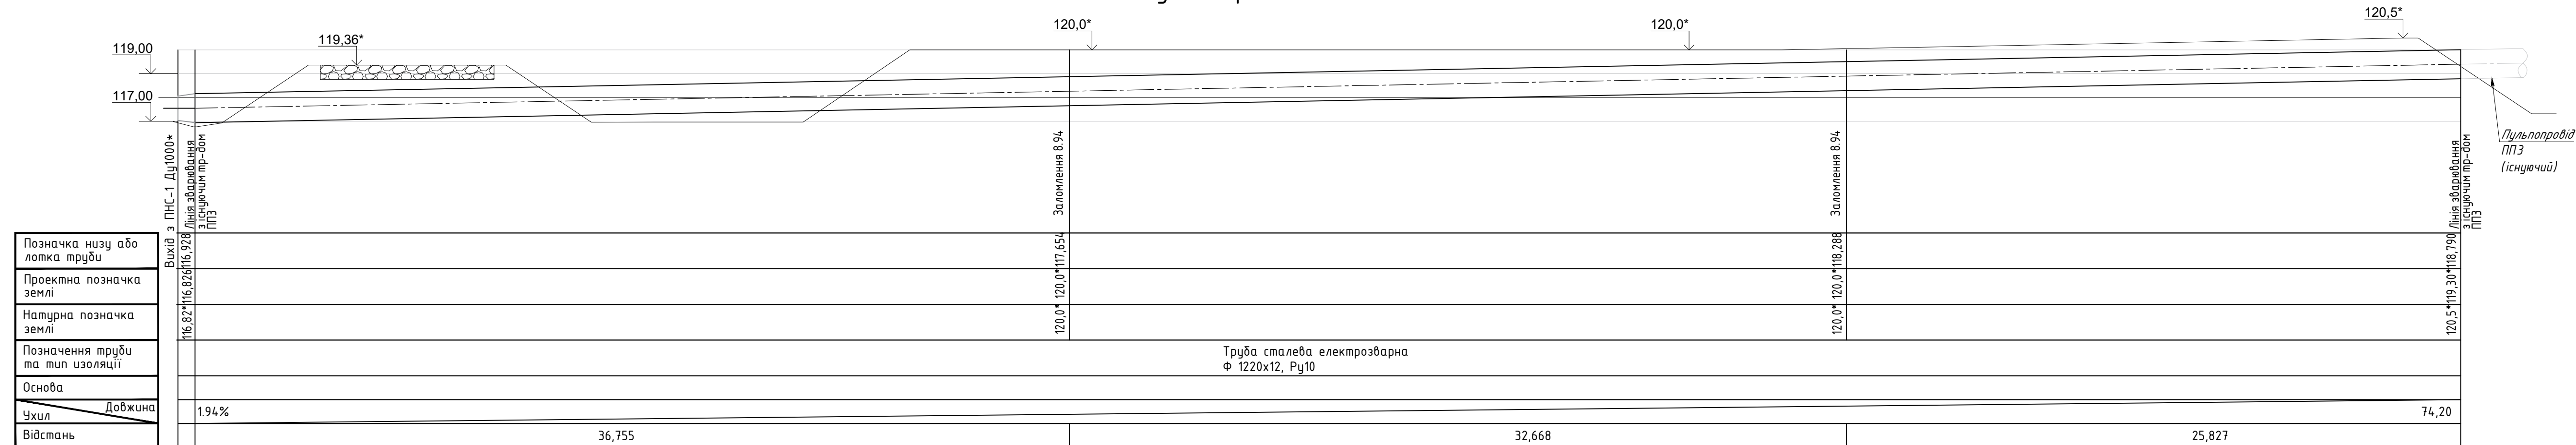 120,5*
120,0*
120,0*
119,36*
119,00
117,00
Вихід з ПНС-1 Ду1000*
Лінія зварювання
з існуючим тр-дом
ППЗ
Заломлення 8.94
Заломлення 8.94
Лінія зварювання
з існуючим тр-дом
ППЗ
Пульпопровід
ППЗ
(існуючий)
Позначка низу або
лотка труби
116,928
117,654
118,288
118,790
Проектна позначка
землі
116,826
120,0*
120,0*
119,30*
Натурна позначка
землі
116,82*
120,0*
120,0*
120,5*
Позначення труби
та тип изоляції
Труба сталева електрозварна
Ф 1220х12, Ру10
Основа
Довжина
Ухил
1.94%
74,20
Відстань
36,755
32,668
25,827